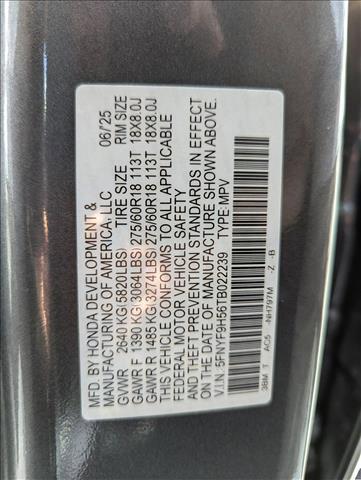 MFD. BY HONDA DEVELOPMENT &
MANUFACTURING OF AMERICA, LLC 06/25
GVWR 2640 KG(5820LBS) TIRE SIZE RIM SIZE
GAWR F 1390 KG(3064LBS) 275/60R18 113T 18X8.0J
GAWR R 1485 KG(3274LBS) 275/60R18 113T 18X8.0J
THIS VEHICLE CONFORMS TO ALL APPLICABLE
FEDERAL MOTOR VEHICLE SAFETY
AND THEFT PREVENTION STANDARDS IN EFFECT
ON THE DATE OF MANUFACTURE SHOWN ABOVE.
V.I.N. 5FNYF9H56TB022239 TYPE:MPV
3BM T AC5 -NH797M -Z -B